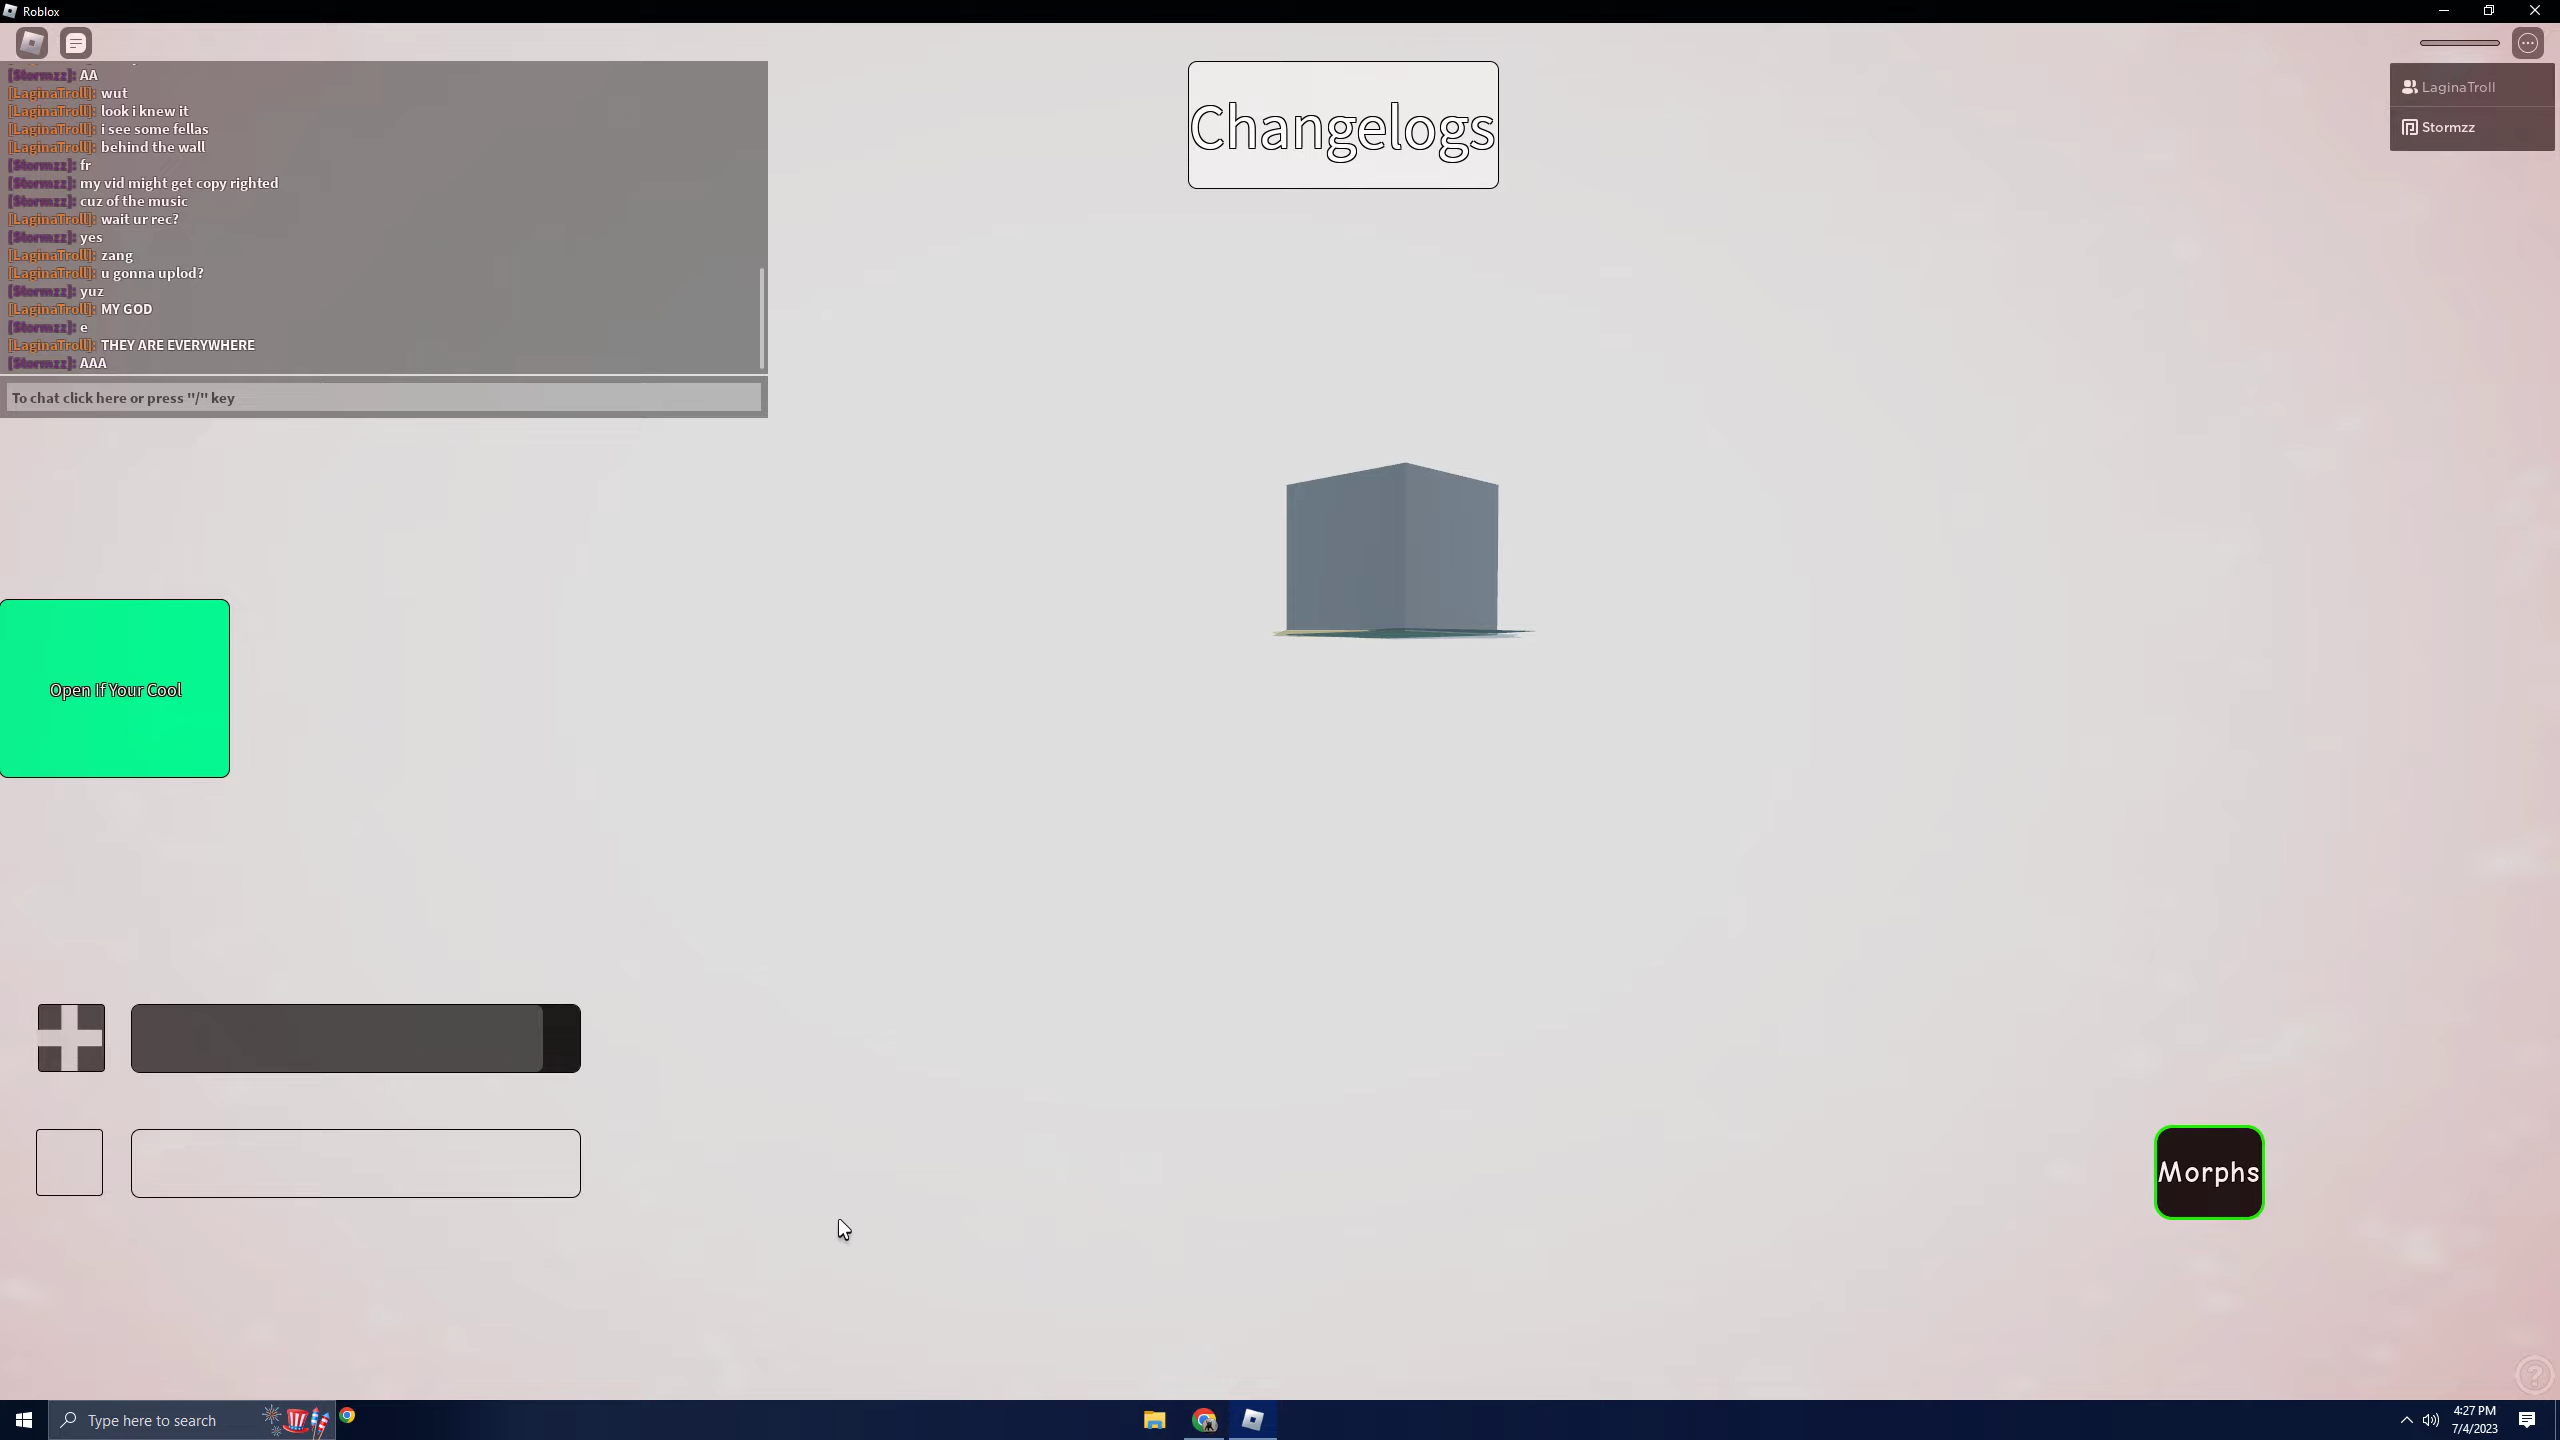 Roblox
[Stormzz]: AA
[LaginaTroll]: wut
[LaginaTroll]: look i knew it
[LaginaTroll]: i see some fellas
[LaginaTroll]: behind the wall
[Stormzz]: fr
[Stormzz]: my vid might get copy righted
[Stormzz]: cuz of the music
[LaginaTroll]: wait ur rec?
[Stormzz]: yes
[LaginaTroll]: zang
[LaginaTroll]: u gonna uplod?
[Stormzz]: yuz
[LaginaTroll]: MY GOD
[Stormzz]: e
[LaginaTroll]: THEY ARE EVERYWHERE
[Stormzz]: AAA
To chat click here or press "/" key
Changelogs
LaginaTroll
Stormzz
Open If Your Cool
Morphs
Type here to search
4:27 PM
7/4/2023